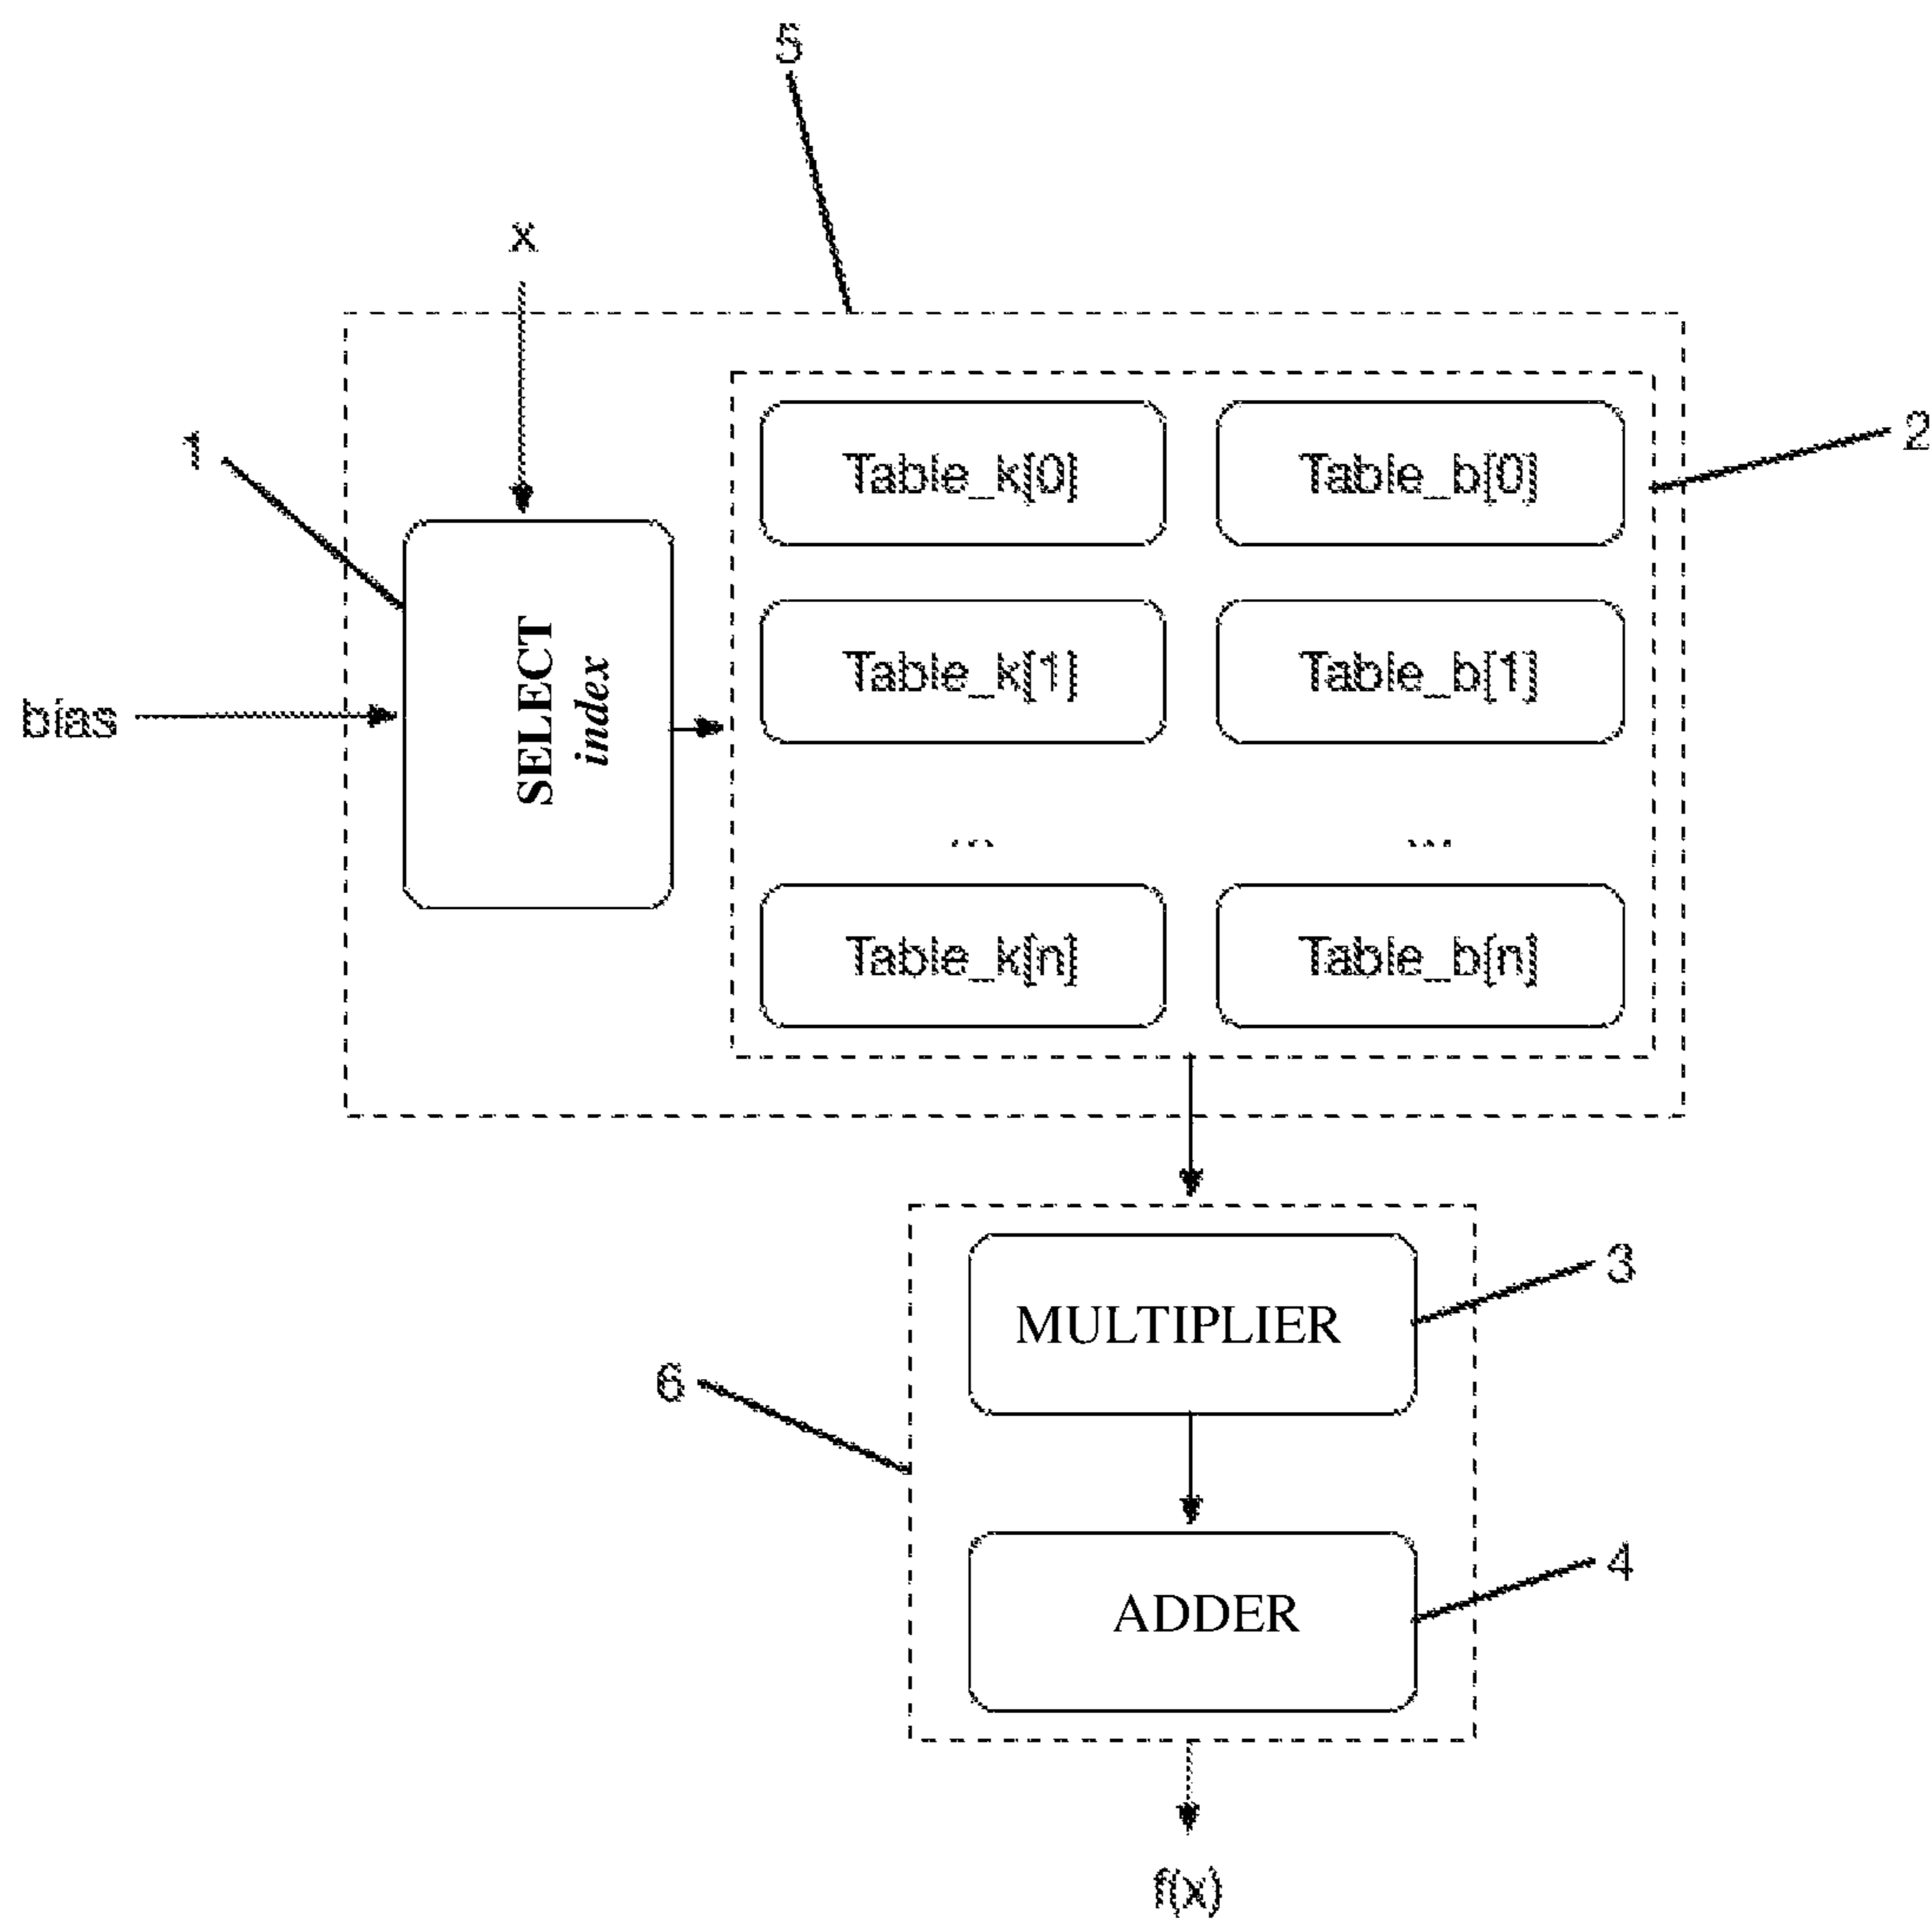 5
x
1
Table_k[0]
Table_b[0]
2
SELECT
index
Table_k[1]
Table_b[1]
bias
...
...
Table_k[n]
Table_b[n]
MULTIPLIER
3
6
ADDER
4
f(x)